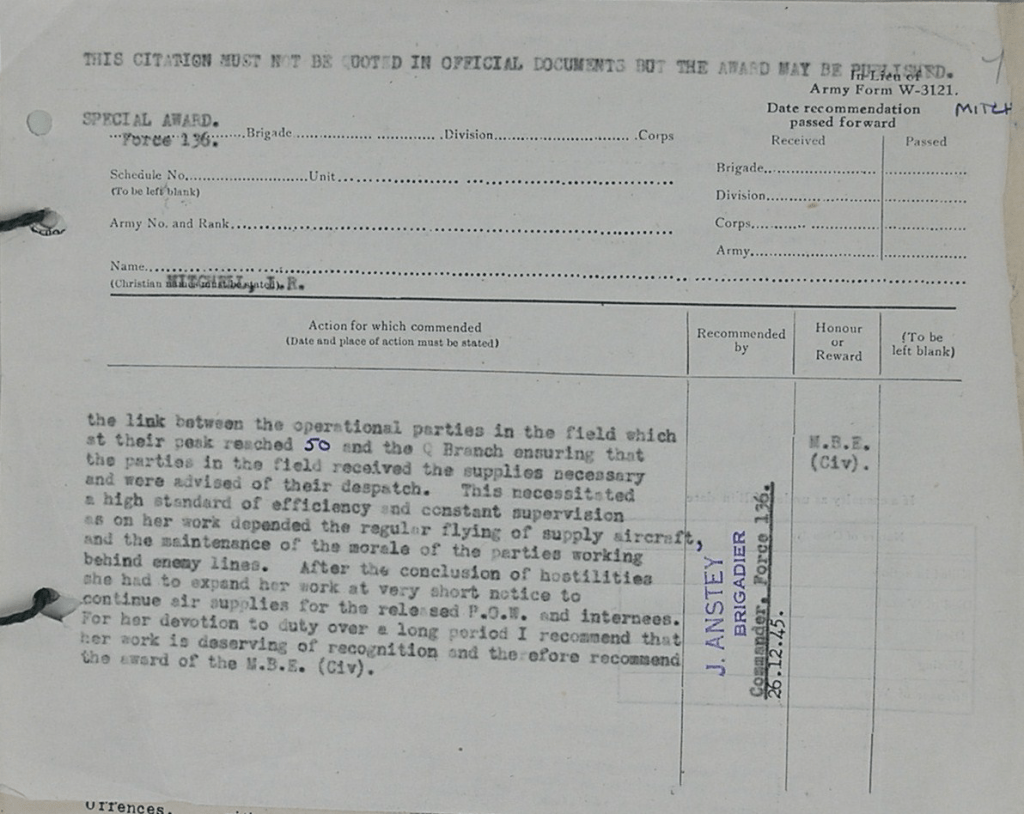 THIS CITATION MUST NOT BE QUOTED IN OFFICIAL DOCUMENTS BUT THE AWARD MAY BE PUBLISHED.
In Lieu of
Army Form W-3121.
Date recommendation
passed forward
MITCH
Received Passed
SPECIAL AWARD.
Force 136. Brigade Division Corps
Schedule No. Unit
(To be left blank)
Army No. and Rank
Name
MITCHELL, R.
(Christian names must be stated)
Brigade
Division
Corps
Army
Action for which commended
(Date and place of action must be stated)
Recommended
by
Honour
or
Reward
(To be
left blank)
the link between the operational parties in the field which
at their peak reached 50 and the Q Branch ensuring that
the parties in the field received the supplies necessary
and were advised of their despatch. This necessitated
a high standard of efficiency and constant supervision
as on her work depended the regular flying of supply aircraft,
and the maintenance of the morale of the parties working
behind enemy lines. After the conclusion of hostilities
she had to expand her work at very short notice to
continue air supplies for the released P.O.W. and internees.
For her devotion to duty over a long period I recommend that
her work is deserving of recognition and therefore recommend
the award of the M.B.E. (Civ).
J. ANSTEY
BRIGADIER
Commander, Force 136.
26.12.45.
M.B.E.
(Civ).
Offences.